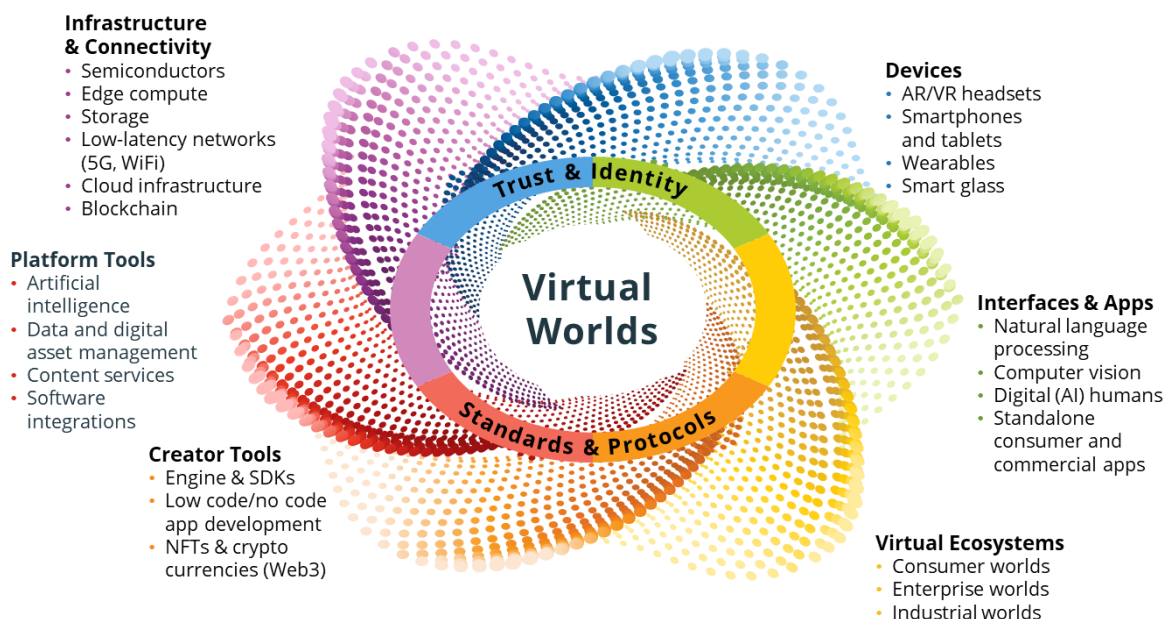 Infrastructure
& Connectivity
• Semiconductors
• Edge compute
• Storage
• Low-latency networks
(5G, WiFi)
• Cloud infrastructure
• Blockchain
Platform Tools
• Artificial
intelligence
• Data and digital
asset management
• Content services
• Software
integrations
Creator Tools
• Engine & SDKs
• Low code/no code
app development
• NFTs & crypto
currencies (Web3)
Trust & Identity
Virtual
Worlds
Standards & Protocols
Devices
• AR/VR headsets
• Smartphones
and tablets
• Wearables
• Smart glass
Interfaces & Apps
• Natural language
processing
• Computer vision
• Digital (AI) humans
• Standalone
consumer and
commercial apps
Virtual Ecosystems
• Consumer worlds
• Enterprise worlds
• Industrial worlds